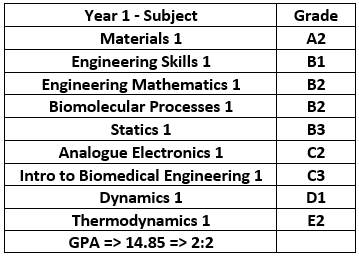 Year 1 - Subject Grade
Materials 1 A2
Engineering Skills 1 B1
Engineering Mathematics 1 B2
Biomolecular Processes 1 B2
Statics 1 B3
Analogue Electronics 1 C2
Intro to Biomedical Engineering 1 C3
Dynamics 1 D1
Thermodynamics 1 E2
GPA => 14.85 => 2:2